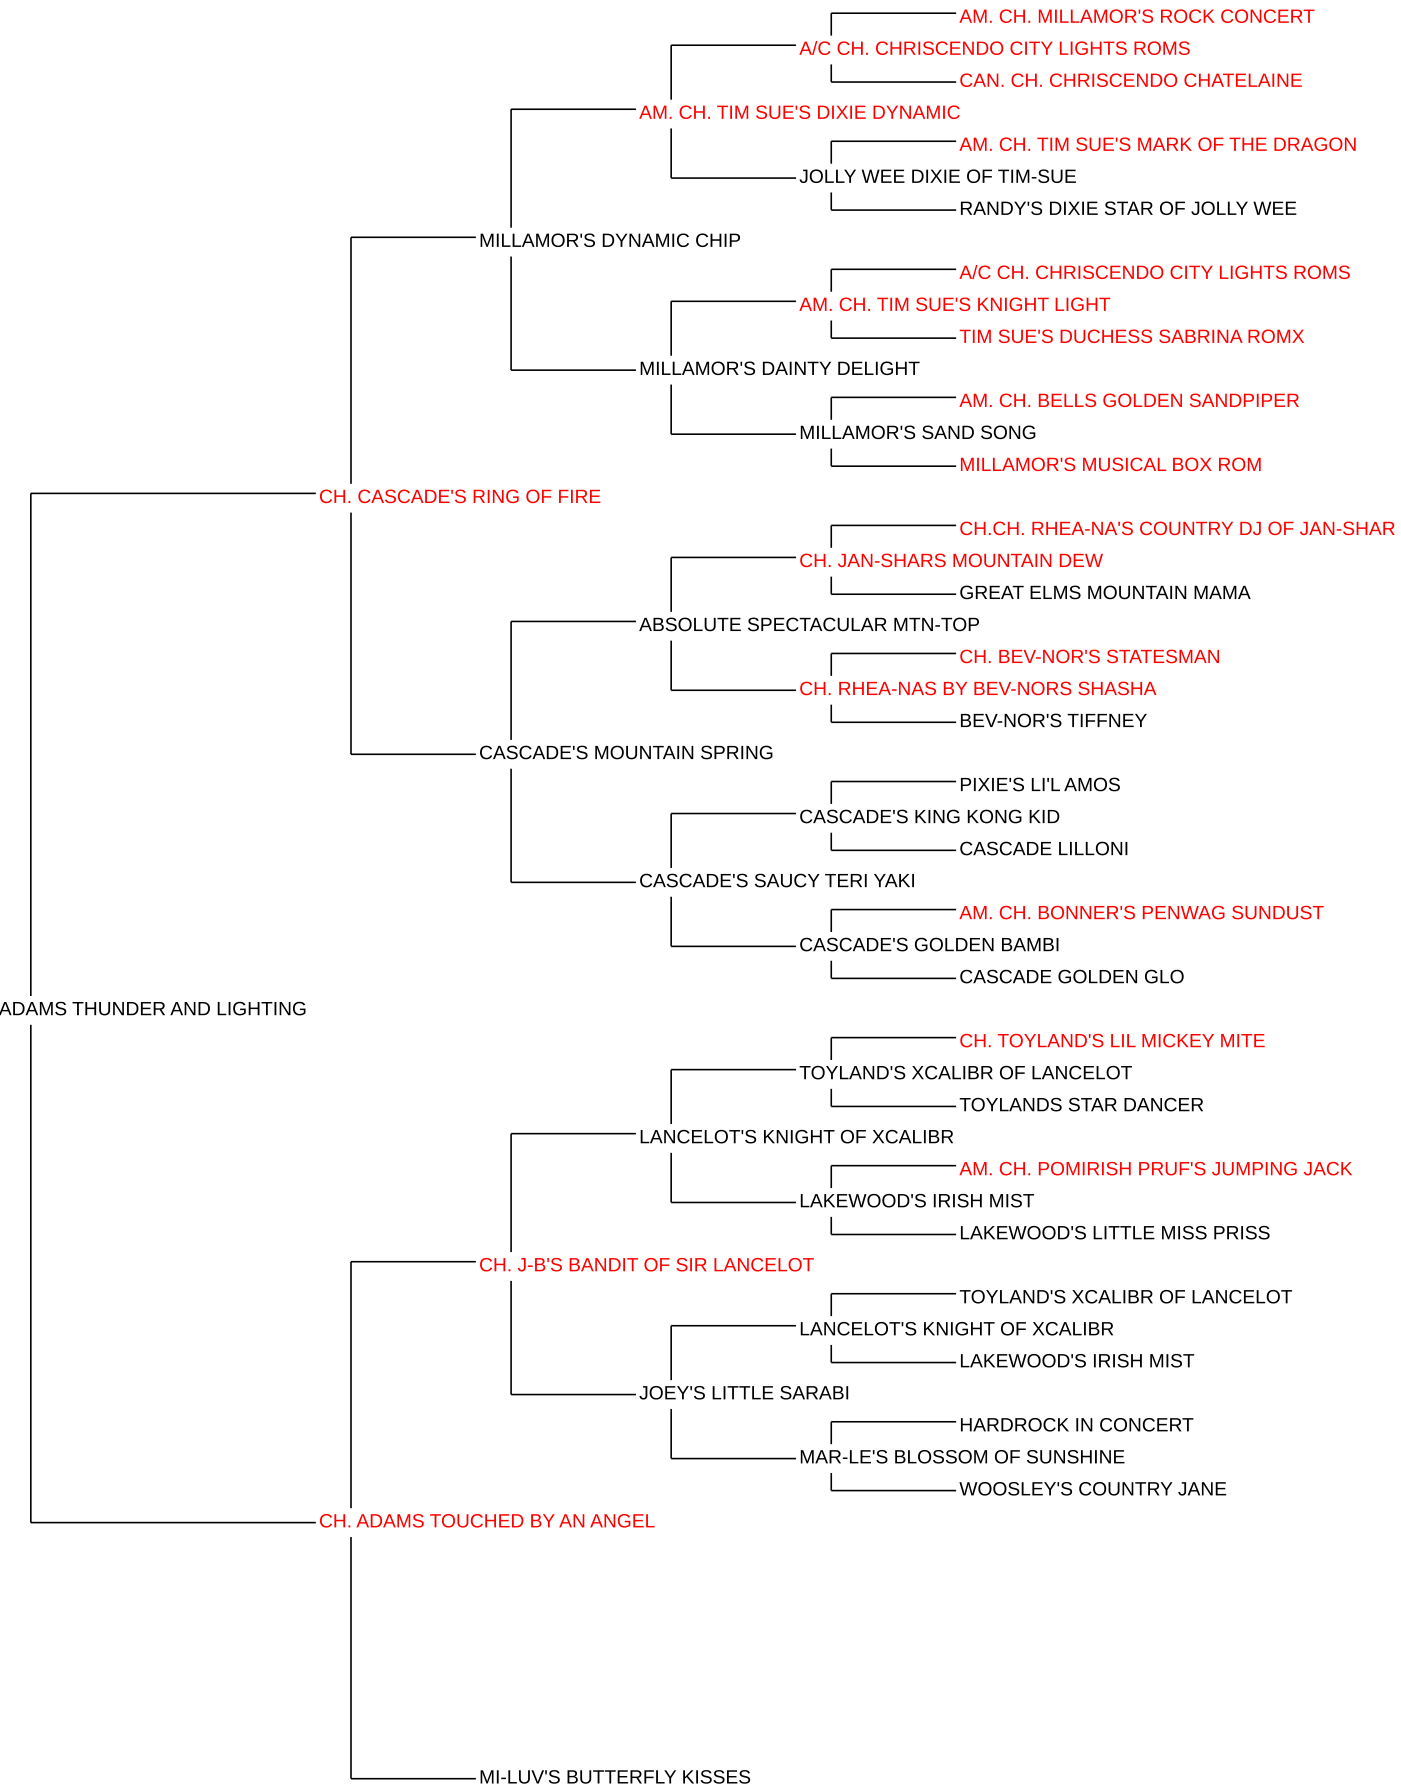 AM. CH. MILLAMOR'S ROCK CONCERT
A/C CH. CHRISCENDO CITY LIGHTS ROMS
CAN. CH. CHRISCENDO CHATELAINE
AM. CH. TIM SUE'S DIXIE DYNAMIC
AM. CH. TIM SUE'S MARK OF THE DRAGON
JOLLY WEE DIXIE OF TIM-SUE
RANDY'S DIXIE STAR OF JOLLY WEE
MILLAMOR'S DYNAMIC CHIP
A/C CH. CHRISCENDO CITY LIGHTS ROMS
AM. CH. TIM SUE'S KNIGHT LIGHT
TIM SUE'S DUCHESS SABRINA ROMX
MILLAMOR'S DAINTY DELIGHT
AM. CH. BELLS GOLDEN SANDPIPER
MILLAMOR'S SAND SONG
MILLAMOR'S MUSICAL BOX ROM
CH. CASCADE'S RING OF FIRE
CH.CH. RHEA-NA'S COUNTRY DJ OF JAN-SHAR
CH. JAN-SHARS MOUNTAIN DEW
GREAT ELMS MOUNTAIN MAMA
ABSOLUTE SPECTACULAR MTN-TOP
CH. BEV-NOR'S STATESMAN
CH. RHEA-NAS BY BEV-NORS SHASHA
BEV-NOR'S TIFFNEY
CASCADE'S MOUNTAIN SPRING
PIXIE'S LI'L AMOS
CASCADE'S KING KONG KID
CASCADE LILLONI
CASCADE'S SAUCY TERI YAKI
AM. CH. BONNER'S PENWAG SUNDUST
CASCADE'S GOLDEN BAMBI
CASCADE GOLDEN GLO
ADAMS THUNDER AND LIGHTING
CH. TOYLAND'S LIL MICKEY MITE
TOYLAND'S XCALIBR OF LANCELOT
TOYLANDS STAR DANCER
LANCELOT'S KNIGHT OF XCALIBR
AM. CH. POMIRISH PRUF'S JUMPING JACK
LAKEWOOD'S IRISH MIST
LAKEWOOD'S LITTLE MISS PRISS
CH. J-B'S BANDIT OF SIR LANCELOT
TOYLAND'S XCALIBR OF LANCELOT
LANCELOT'S KNIGHT OF XCALIBR
LAKEWOOD'S IRISH MIST
JOEY'S LITTLE SARABI
HARDROCK IN CONCERT
MAR-LE'S BLOSSOM OF SUNSHINE
WOOSLEY'S COUNTRY JANE
CH. ADAMS TOUCHED BY AN ANGEL
MI-LUV'S BUTTERFLY KISSES